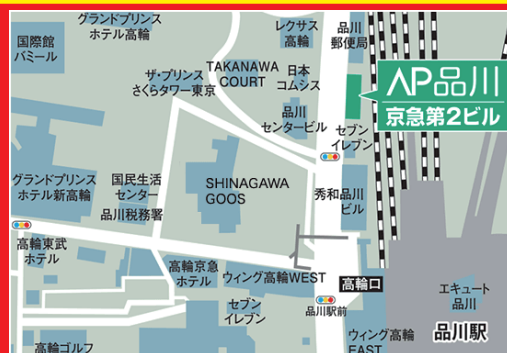 グランドプリンス
ホテル高輪
レクサス
高輪
品川
郵便局
国際館
パミール
ザ・プリンス
さくらタワー東京
TAKANAWA
COURT
日本
コムシス
AP品川
京急第2ビル
品川
センタービル
セブン
イレブン
グランドプリンス
ホテル新高輪
国民生活
センター
品川税務署
SHINAGAWA
GOOS
秀和品川
ビル
高輪東武
ホテル
高輪京急
ホテル
ウィング高輪WEST
高輪口
セブン
イレブン
品川駅前
エキュート
品川
品川駅
高輪ゴルフ
ウィング高輪
EAST